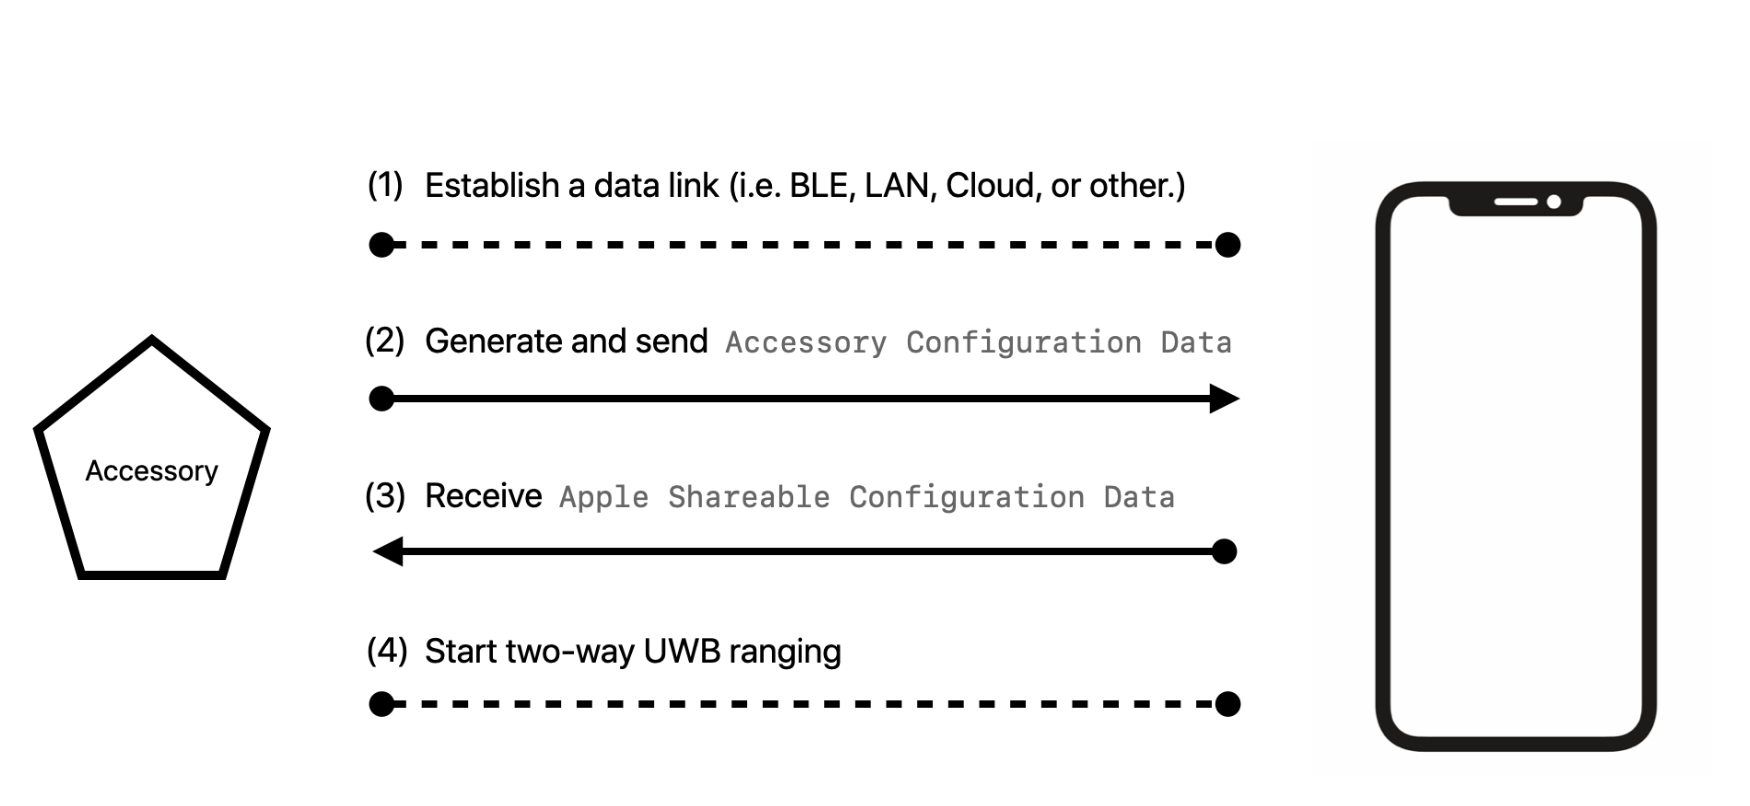 (1) Establish a data link (i.e. BLE, LAN, Cloud, or other.)
(2) Generate and send Accessory Configuration Data
Accessory
(3) Receive Apple Shareable Configuration Data
(4) Start two-way UWB ranging